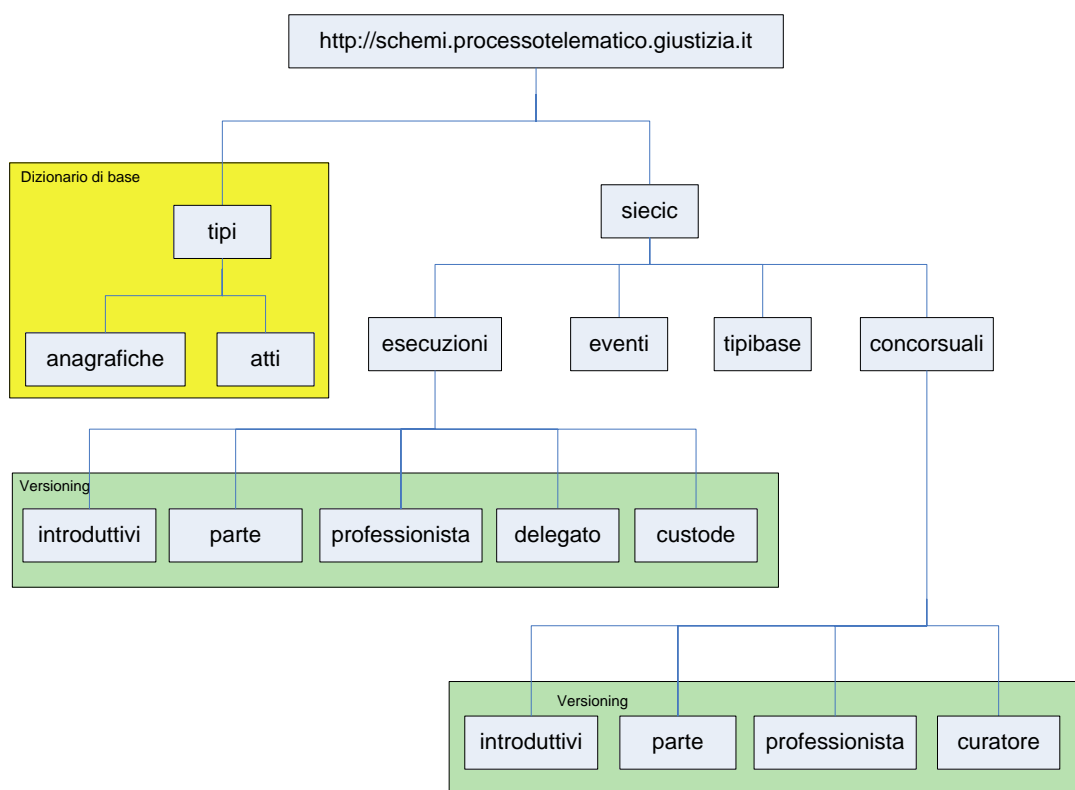 http://schemi.processotelematico.giustizia.it
Dizionario di base
tipi
siecic
anagrafiche
atti
esecuzioni
eventi
tipibase
concorsuali
Versioning
introduttivi
parte
professionista
delegato
custode
Versioning
introduttivi
parte
professionista
curatore